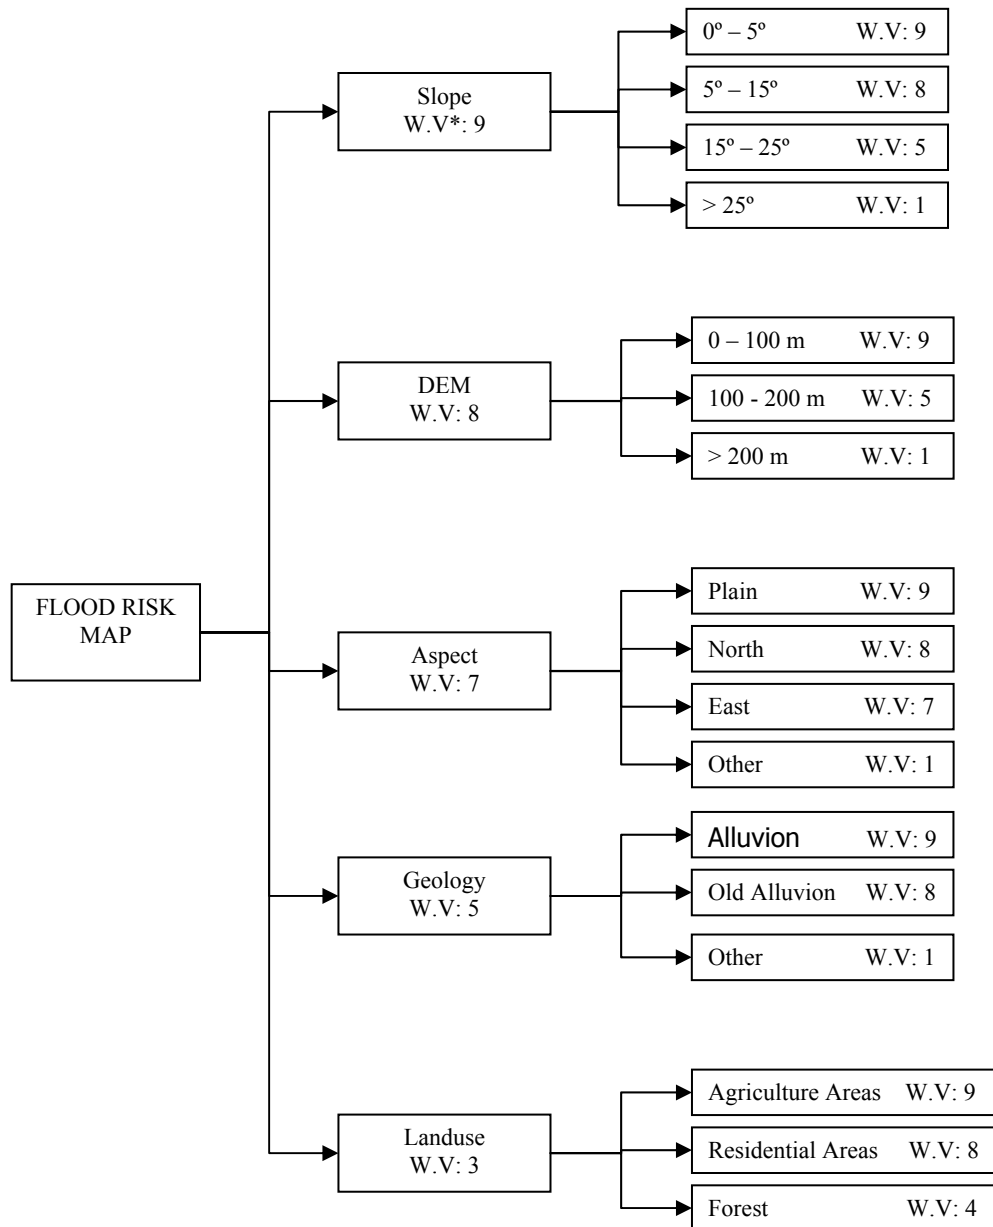 0º – 5º W.V: 9
Slope
W.V*: 9
5º – 15º W.V: 8
15º – 25º W.V: 5
> 25º W.V: 1
0 – 100 m W.V: 9
DEM
W.V: 8
100 - 200 m W.V: 5
> 200 m W.V: 1
FLOOD RISK
MAP
Plain W.V: 9
Aspect
W.V: 7
North W.V: 8
East W.V: 7
Other W.V: 1
Alluvion W.V: 9
Geology
W.V: 5
Old Alluvion W.V: 8
Other W.V: 1
Agriculture Areas W.V: 9
Landuse
W.V: 3
Residential Areas W.V: 8
Forest W.V: 4